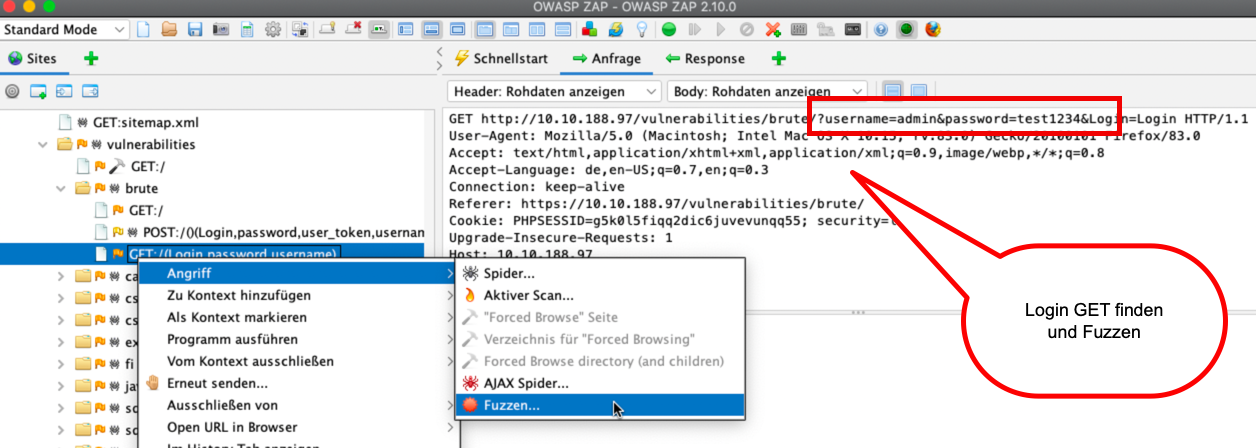 OWASP ZAP - OWASP ZAP 2.10.0
Standard Mode
Sites
Schnellstart
Anfrage
Response
Header: Rohdaten anzeigen
Body: Rohdaten anzeigen
GET:sitemap.xml
vulnerabilities
GET:/
brute
GET:/
POST:/()(Login,password,user_token,usernam
GET:/(Login,password,username)
GET http://10.10.188.97/vulnerabilities/brute/?username=admin&password=test1234&Login=Login HTTP/1.1
User-Agent: Mozilla/5.0 (Macintosh; Intel Mac OS X 10.15; rv:83.0) Gecko/20100101 Firefox/83.0
Accept: text/html,application/xhtml+xml,application/xml;q=0.9,image/webp,*/*;q=0.8
Accept-Language: de,en-US;q=0.7,en;q=0.3
Connection: keep-alive
Referer: https://10.10.188.97/vulnerabilities/brute/
Cookie: PHPSESSID=g5k0l5fiqq2dic6juvevunqq55; security=
Upgrade-Insecure-Requests: 1
Host: 10.10.188.97
ca
cs
cs
ex
fi
ja
sc
sc
Angriff
Zu Kontext hinzufügen
Als Kontext markieren
Programm ausführen
Vom Kontext ausschließen
Erneut senden...
Ausschließen von
Open URL in Browser
Im History Tab anzeigen
Spider...
Aktiver Scan...
"Forced Browse" Seite
Verzeichnis für "Forced Browsing"
Forced Browse directory (and children)
AJAX Spider...
Fuzzen...
Login GET finden
und Fuzzen